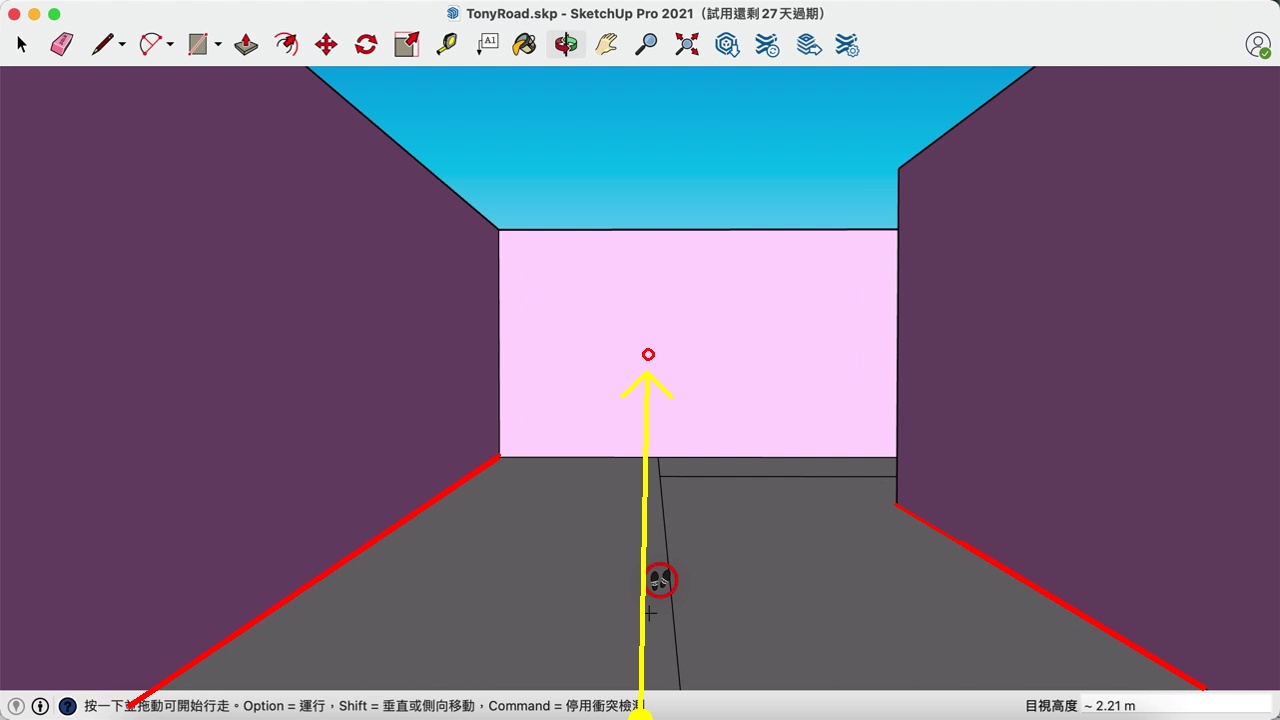 TonyRoad.skp - SketchUp Pro 2021（試用還剩 27 天過期）
A1
按一下並拖動可開始行走。Option = 運行，Shift = 垂直或側向移動，Command = 停用衝突檢測
目視高度 ~ 2.21 m